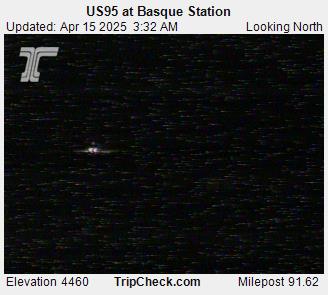 US95 at Basque Station
Updated: Apr 15 2025 3:32 AM Looking North
Elevation 4460 TripCheck.com Milepost 91.62